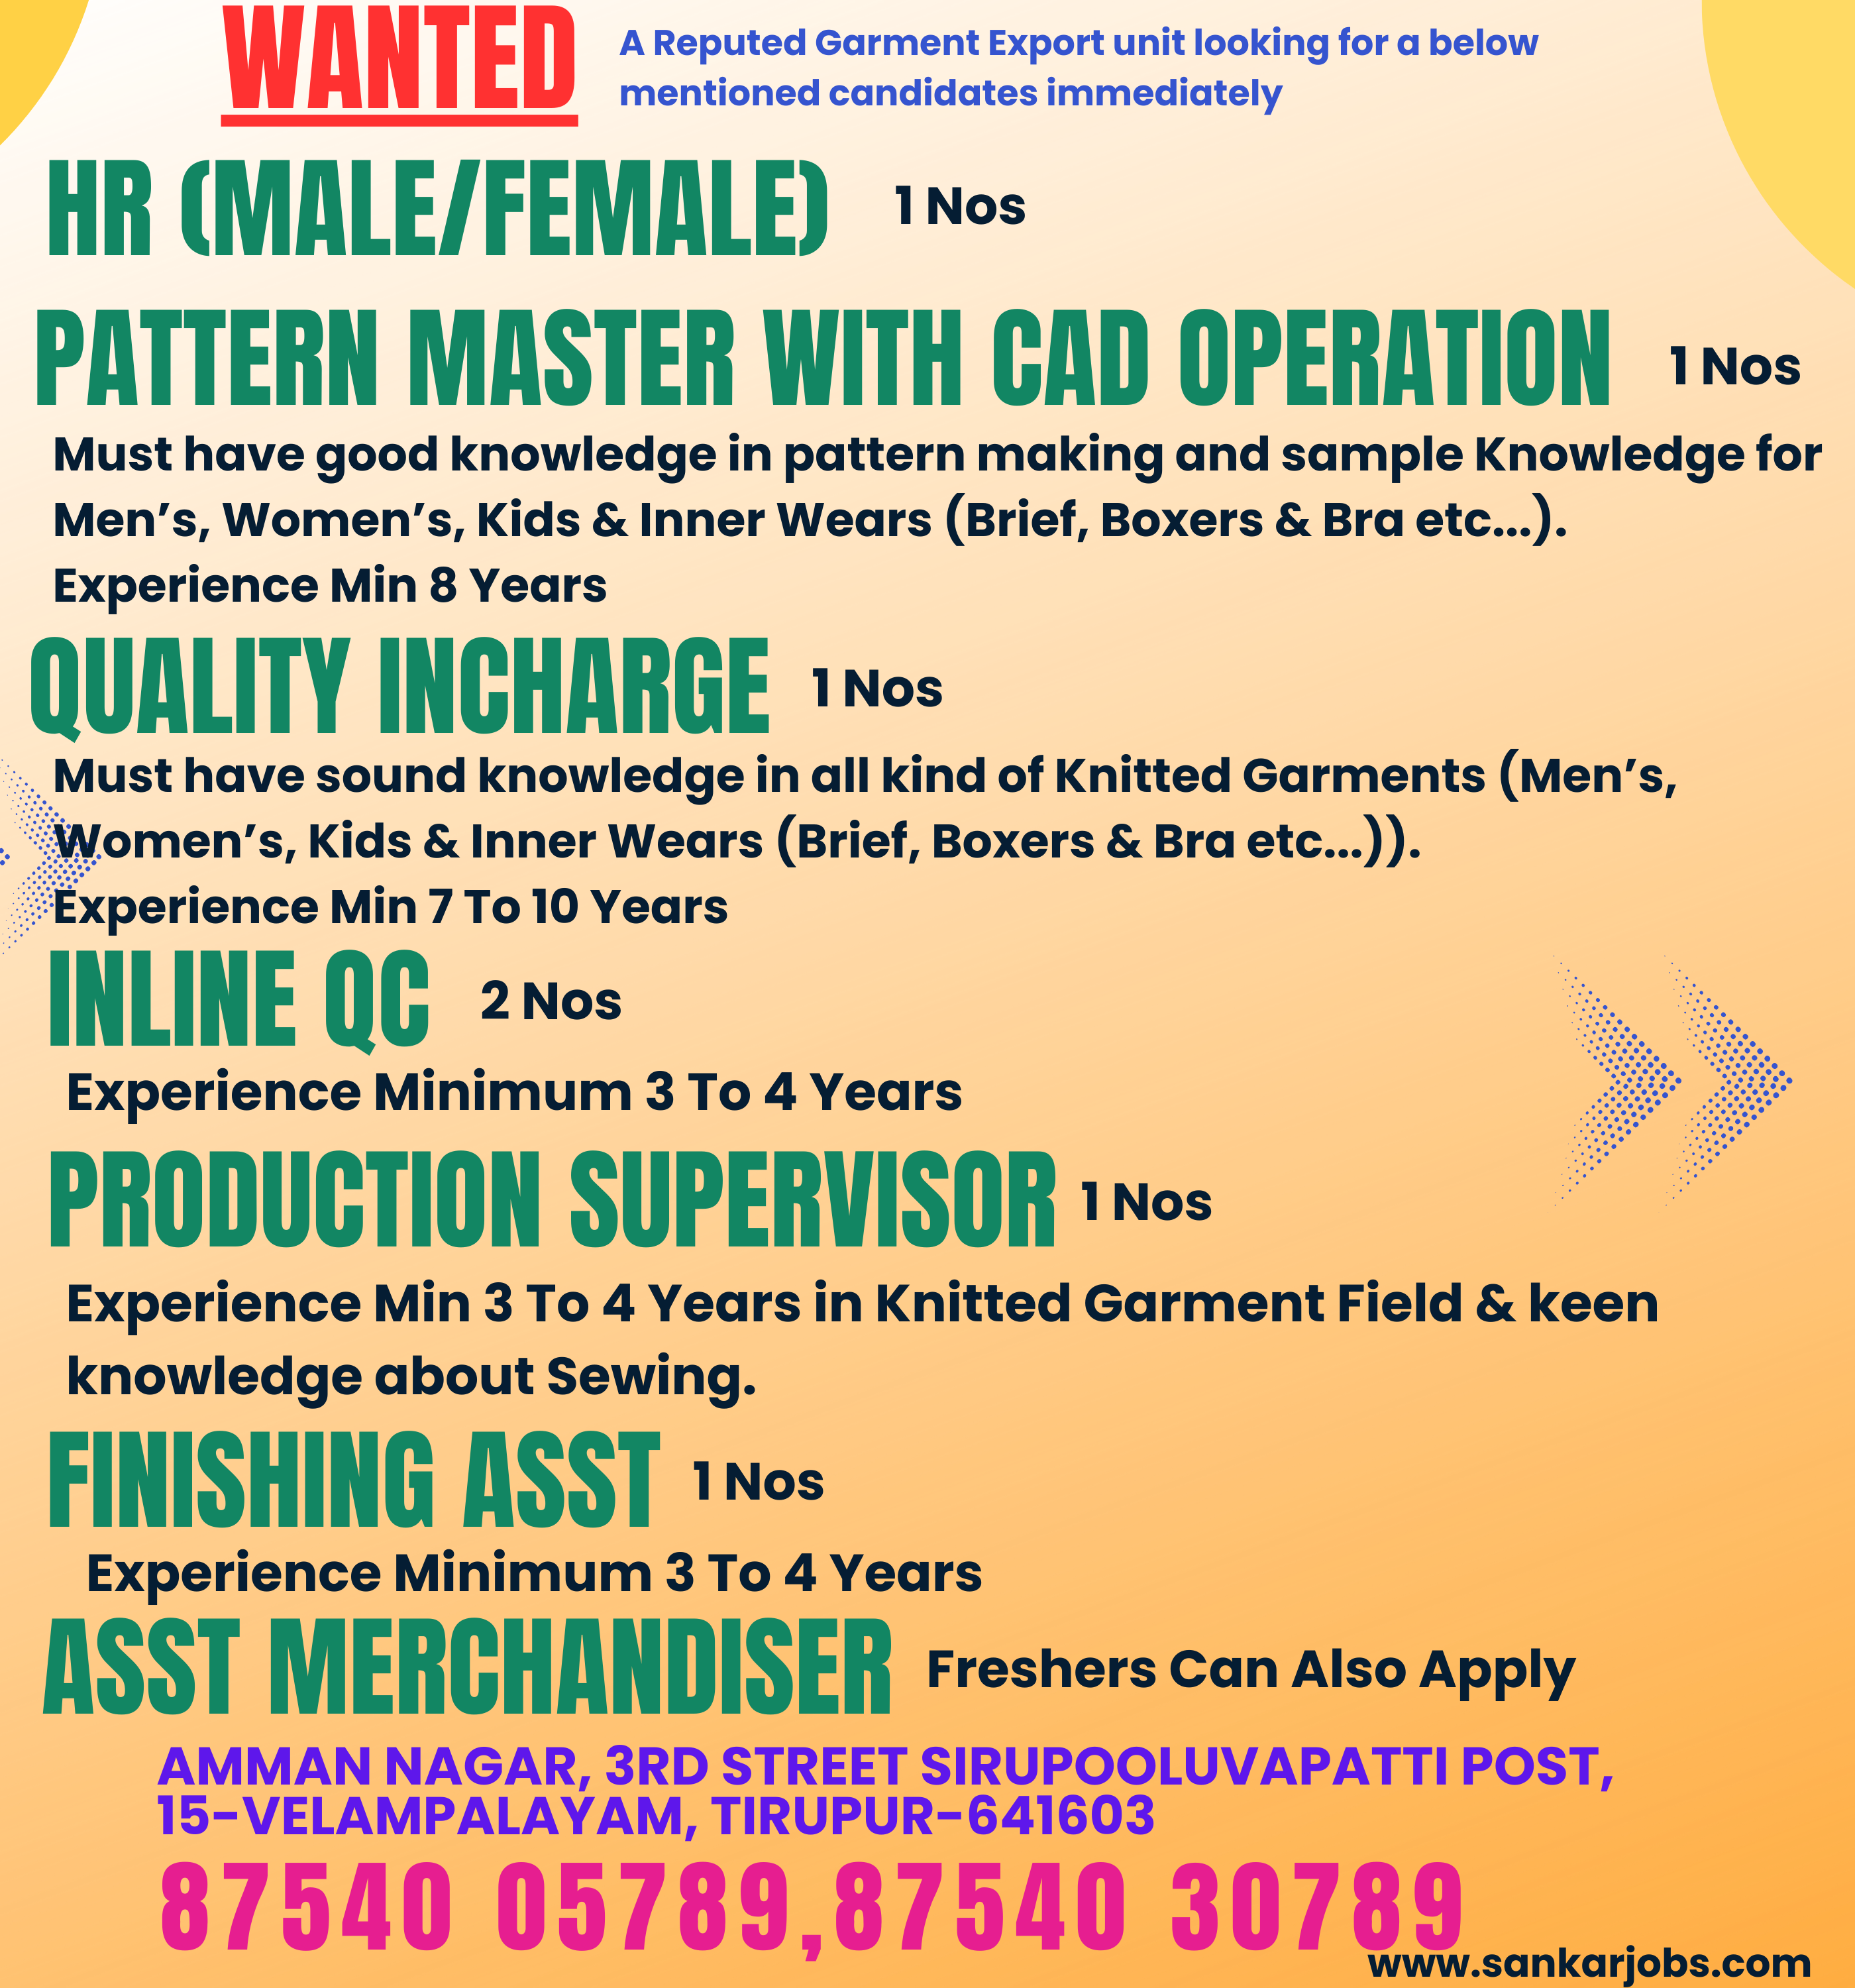 WANTED
A Reputed Garment Export unit looking for a below
mentioned candidates immediately
HR (MALE/FEMALE) 1 Nos
PATTERN MASTER WITH CAD OPERATION 1 Nos
Must have good knowledge in pattern making and sample Knowledge for
Men’s, Women’s, Kids & Inner Wears (Brief, Boxers & Bra etc...).
Experience Min 8 Years
QUALITY INCHARGE 1 Nos
Must have sound knowledge in all kind of Knitted Garments (Men’s,
Women’s, Kids & Inner Wears (Brief, Boxers & Bra etc...)).
Experience Min 7 To 10 Years
INLINE QC 2 Nos
Experience Minimum 3 To 4 Years
PRODUCTION SUPERVISOR 1 Nos
Experience Min 3 To 4 Years in Knitted Garment Field & keen
knowledge about Sewing.
FINISHING ASST 1 Nos
Experience Minimum 3 To 4 Years
ASST MERCHANDISER Freshers Can Also Apply
AMMAN NAGAR, 3RD STREET SIRUPOOLUVAPATTI POST,
15-VELAMPALAYAM, TIRUPUR-641603
87540 05789,87540 30789
www.sankarjobs.com